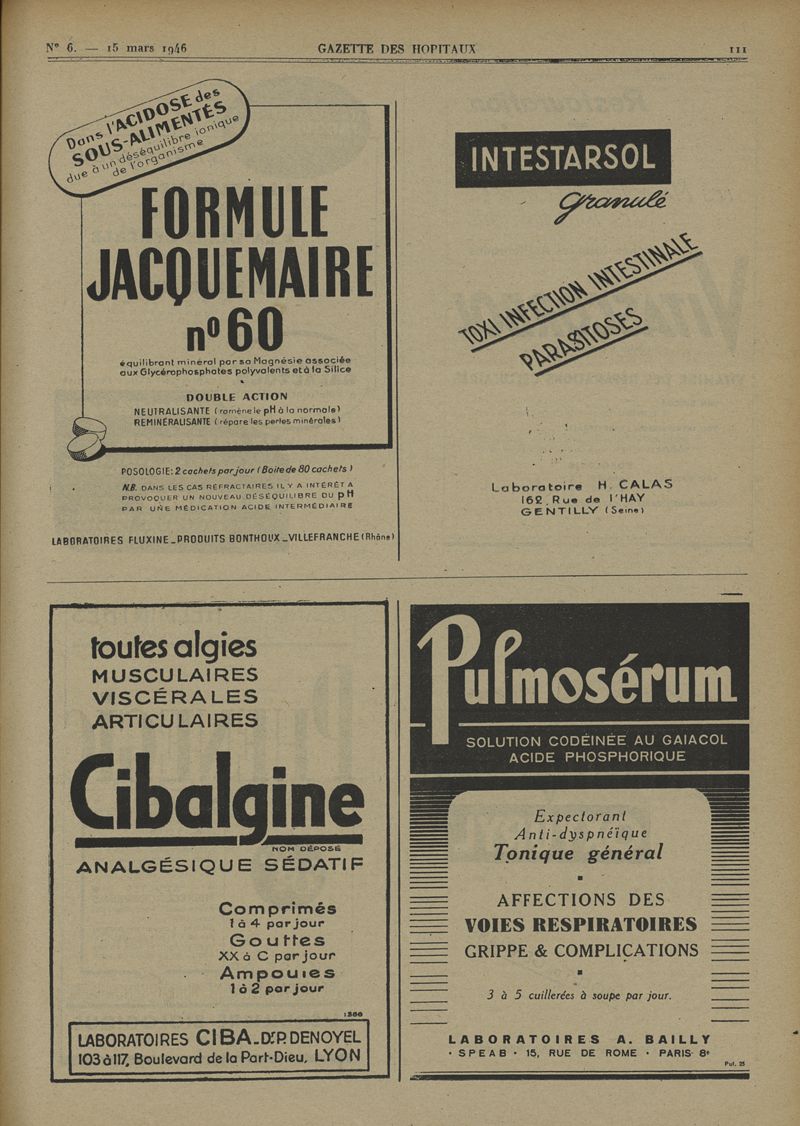 N° 6. — 15 mars 1946
GAZETTE DES HOPITAUX
III
Dans l'ACIDOSE des
SOUS-ALIMENTÉS
due à un déséquilibre ionique
de l'organisme
FORMULE
JACQUEMAIRE
n° 60
équilibrant minéral par sa Magnésie associée
aux Glycérophosphates polyvalents et à la Silice
DOUBLE ACTION
NEUTRALISANTE (ramène le pH à la normale)
REMINÉRALISANTE (répare les pertes minérales)
POSOLOGIE: 2 cachets par jour (Boite de 80 cachets)
N.B. DANS LES CAS RÉFRACTAIRES IL Y A INTÉRÊT A
PROVOQUER UN NOUVEAU DÉSÉQUILIBRE DU pH
PAR UNE MÉDICATION ACIDE INTERMÉDIAIRE
LABORATOIRES FLUXINE_PRODUITS BONTHOUX_VILLEFRANCHE (Rhône)
INTESTARSOL
granulé
TOXI INFECTION INTESTINALE
PARASITOSES
Laboratoire H. CALAS
162, Rue de l'HAY
GENTILLY (Seine)
toutes algies
MUSCULAIRES
VISCÉRALES
ARTICULAIRES
Cibalgine
NOM DÉPOSÉ
ANALGÉSIQUE SÉDATIF
Comprimés
1 à 4 par jour
Gouttes
XX à C par jour
Ampoules
1 à 2 par jour
LABORATOIRES CIBA_Dr. P. DENOYEL
103 à 117, Boulevard de la Part-Dieu, LYON
Pulmosérum
SOLUTION CODÉINÉE AU GAIACOL
ACIDE PHOSPHORIQUE
Expectorant
Anti-dyspnéïque
Tonique général
AFFECTIONS DES
VOIES RESPIRATOIRES
GRIPPE & COMPLICATIONS
3 à 5 cuillerées à soupe par jour.
LABORATOIRES A. BAILLY
• SPEAB • 15, RUE DE ROME • PARIS 8e
Pul. 25